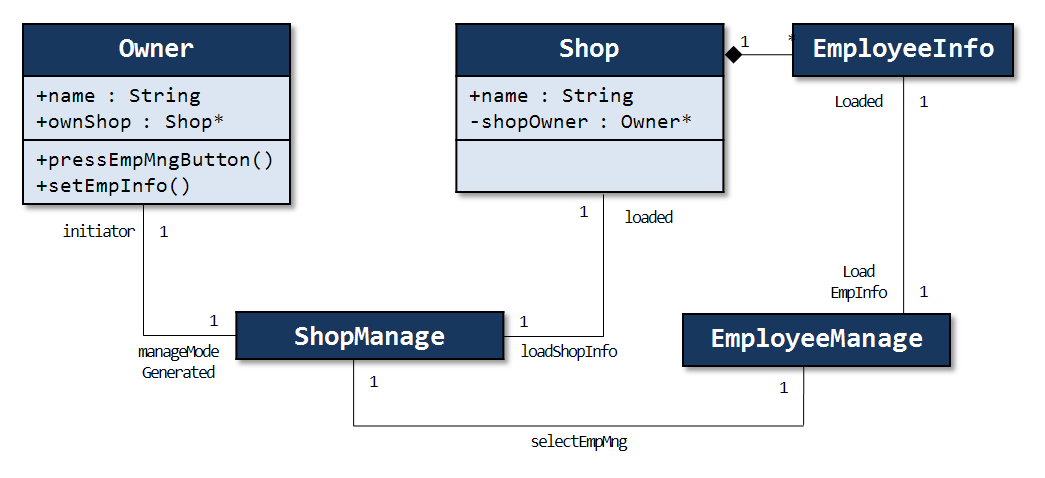 Owner
+name : String
+ownShop : Shop*
+pressEmpMngButton()
+setEmpInfo()
Shop
+name : String
-shopOwner : Owner*
1
*
EmployeeInfo
Loaded
1
initiator
1
1
loaded
Load
EmpInfo
1
1
manageMode
Generated
ShopManage
1
loadShopInfo
EmployeeManage
1
1
selectEmpMng